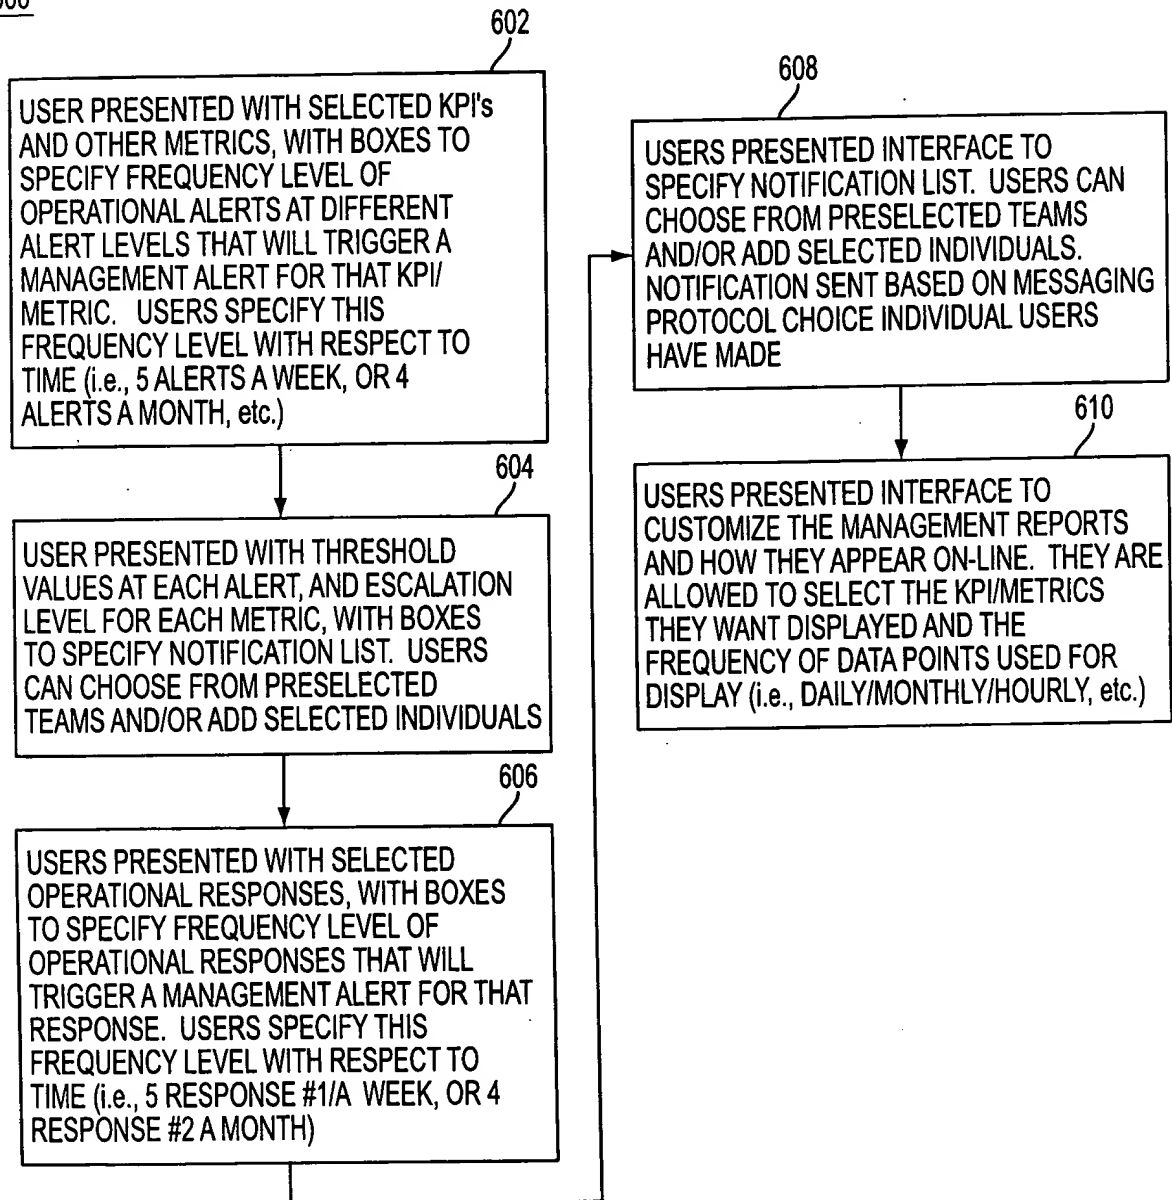 602
USER PRESENTED WITH SELECTED KPI's
AND OTHER METRICS, WITH BOXES TO
SPECIFY FREQUENCY LEVEL OF
OPERATIONAL ALERTS AT DIFFERENT
ALERT LEVELS THAT WILL TRIGGER A
MANAGEMENT ALERT FOR THAT KPI/
METRIC. USERS SPECIFY THIS
FREQUENCY LEVEL WITH RESPECT TO
TIME (i.e., 5 ALERTS A WEEK, OR 4
ALERTS A MONTH, etc.)
604
USER PRESENTED WITH THRESHOLD
VALUES AT EACH ALERT, AND ESCALATION
LEVEL FOR EACH METRIC, WITH BOXES
TO SPECIFY NOTIFICATION LIST. USERS
CAN CHOOSE FROM PRESELECTED
TEAMS AND/OR ADD SELECTED INDIVIDUALS
606
USERS PRESENTED WITH SELECTED
OPERATIONAL RESPONSES, WITH BOXES
TO SPECIFY FREQUENCY LEVEL OF
OPERATIONAL RESPONSES THAT WILL
TRIGGER A MANAGEMENT ALERT FOR THAT
RESPONSE. USERS SPECIFY THIS
FREQUENCY LEVEL WITH RESPECT TO
TIME (i.e., 5 RESPONSE #1/A WEEK, OR 4
RESPONSE #2 A MONTH)
608
USERS PRESENTED INTERFACE TO
SPECIFY NOTIFICATION LIST. USERS CAN
CHOOSE FROM PRESELECTED TEAMS
AND/OR ADD SELECTED INDIVIDUALS.
NOTIFICATION SENT BASED ON MESSAGING
PROTOCOL CHOICE INDIVIDUAL USERS
HAVE MADE
610
USERS PRESENTED INTERFACE TO
CUSTOMIZE THE MANAGEMENT REPORTS
AND HOW THEY APPEAR ON-LINE. THEY ARE
ALLOWED TO SELECT THE KPI/METRICS
THEY WANT DISPLAYED AND THE
FREQUENCY OF DATA POINTS USED FOR
DISPLAY (i.e., DAILY/MONTHLY/HOURLY, etc.)